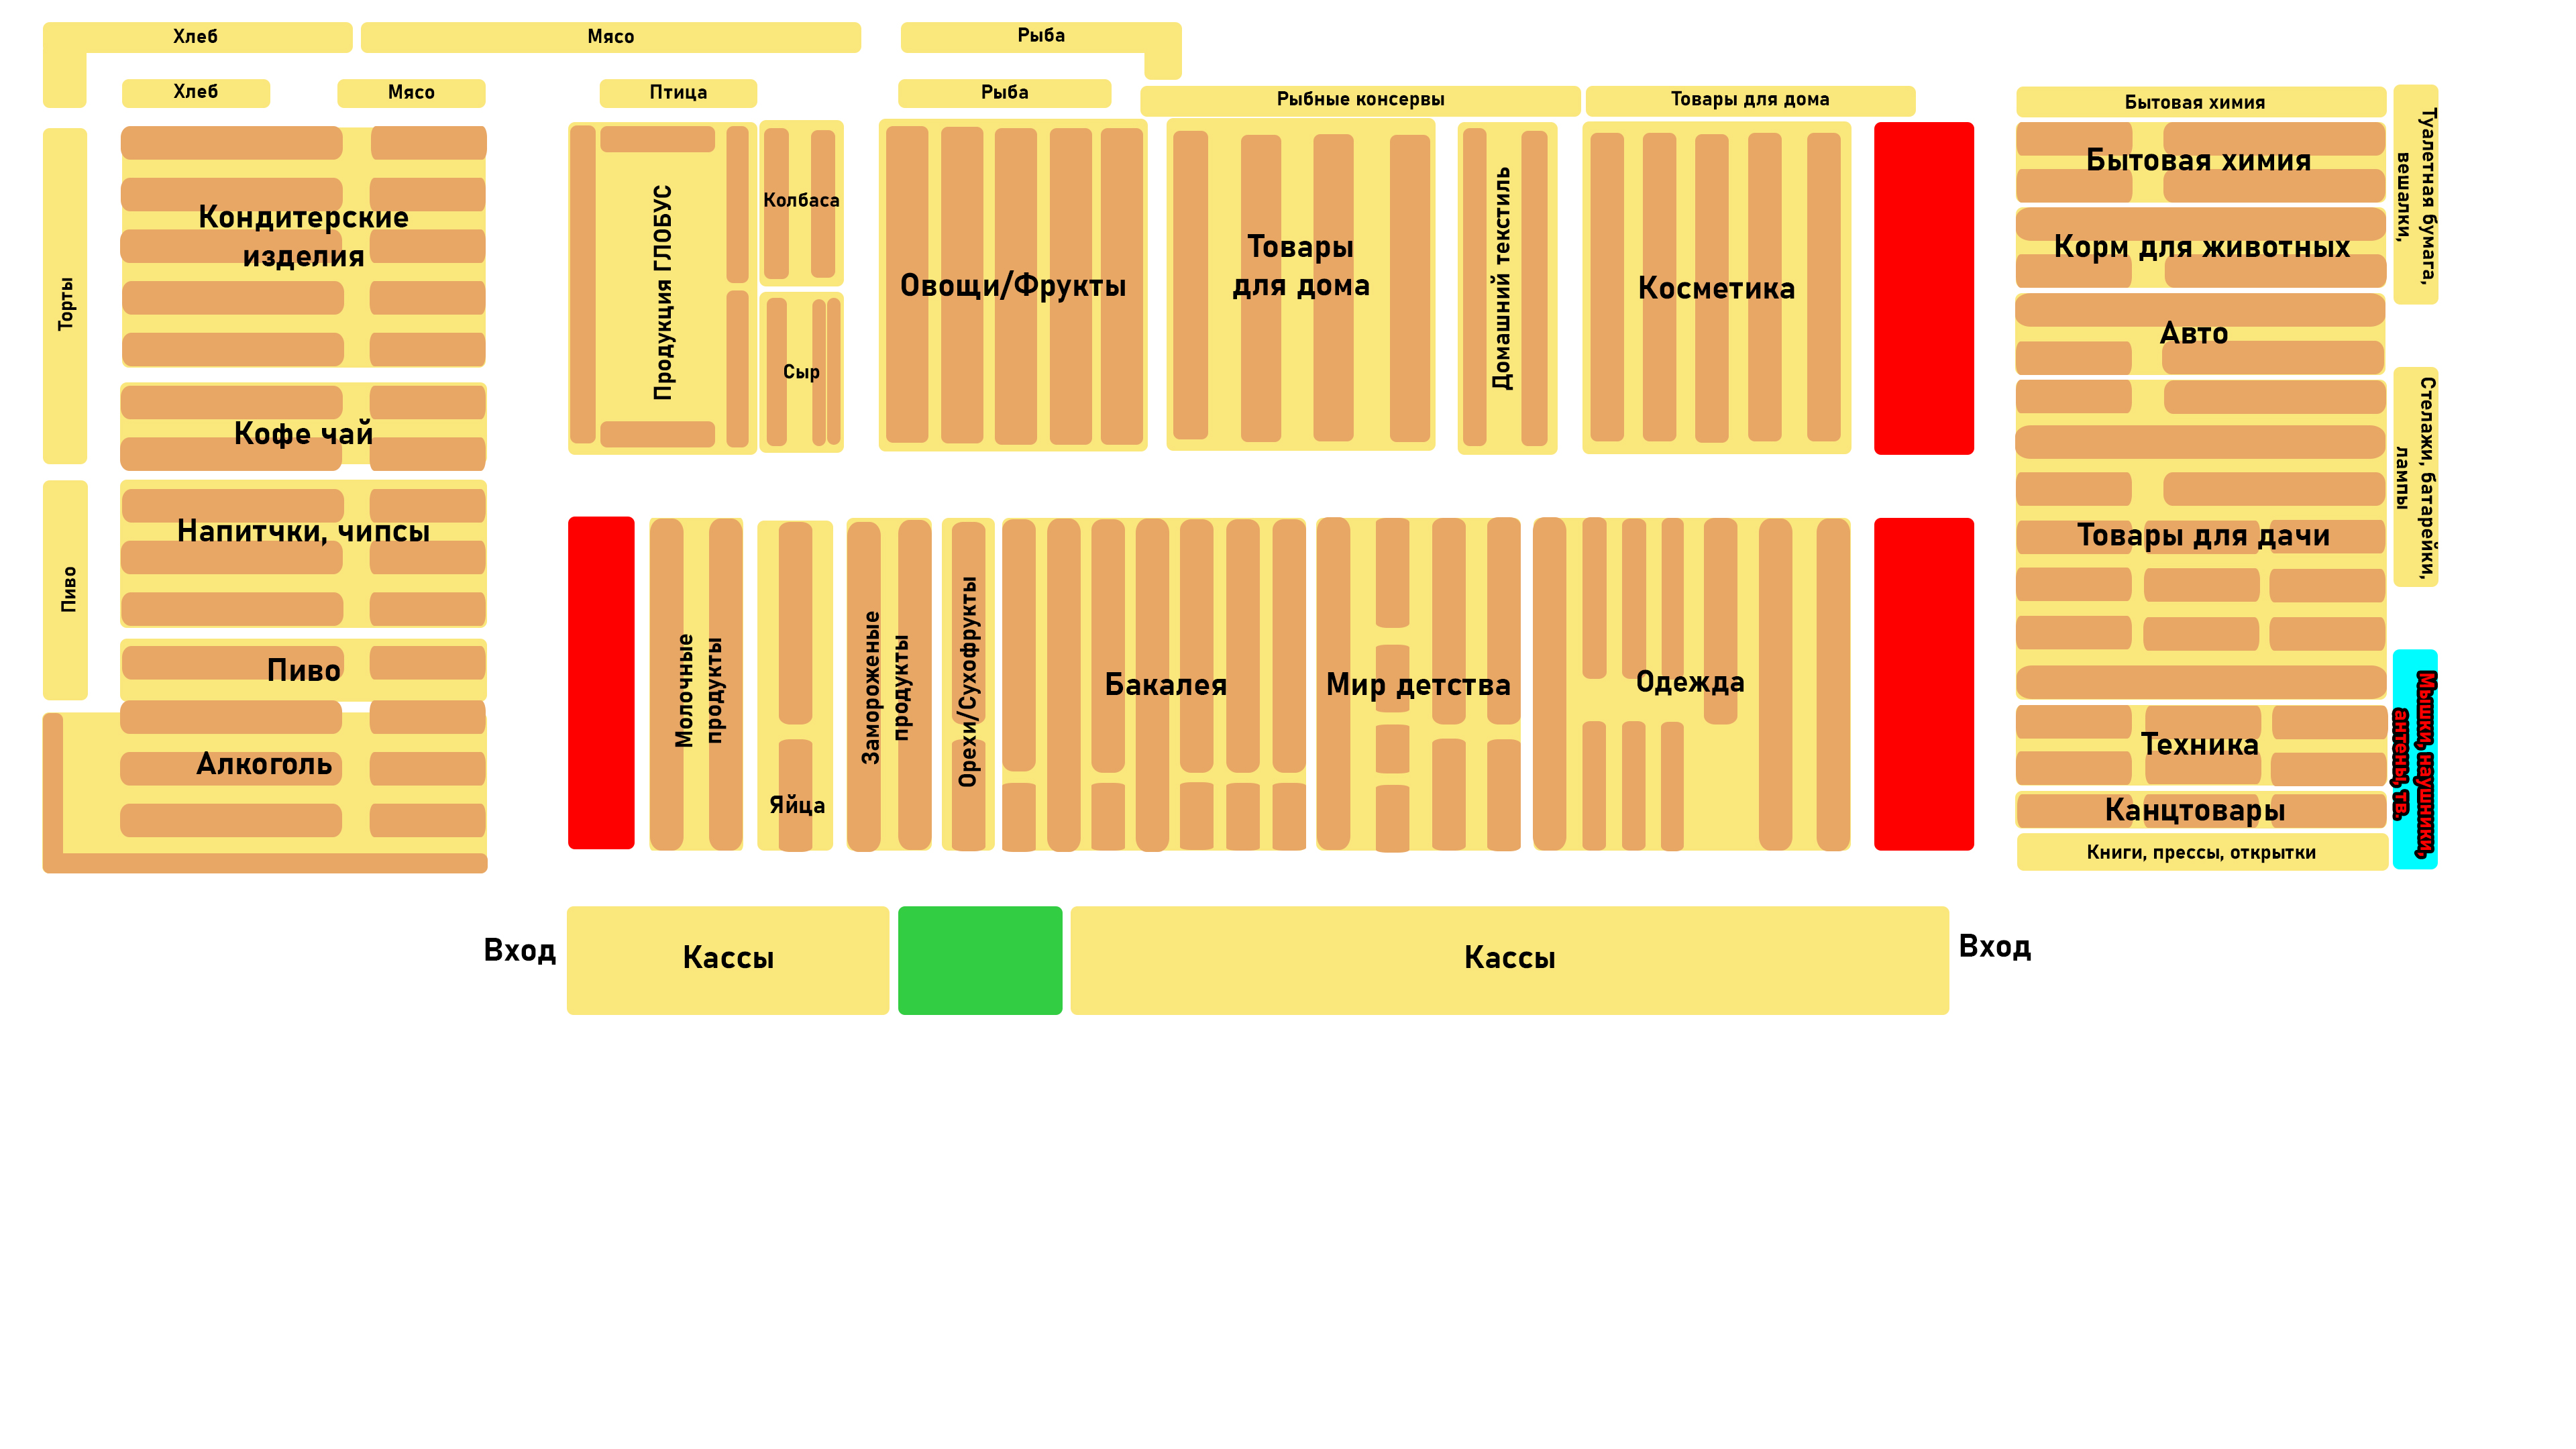 Хлеб
Мясо
Рыба
Хлеб
Мясо
Птица
Рыба
Рыбные консервы
Товары для дома
Бытовая химия
Туалетная бумага,
вешалки,
Торты
Кондитерские
изделия
Продукция ГЛОБУС
Колбаса
Сыр
Овощи/Фрукты
Товары
для дома
Домашний текстиль
Косметика
Бытовая химия
Корм для животных
Авто
Стелажи, батарейки,
лампы
Кофе чай
Пиво
Напитчки, чипсы
Пиво
Алкоголь
Молочные
продукты
Яйца
Замороженые
продукты
Орехи/Сухофрукты
Бакалея
Мир детства
Одежда
Товары для дачи
Техника
Канцтовары
Книги, прессы, открытки
Мышки, наушники,
антены, тв,
Вход
Кассы
Кассы
Вход